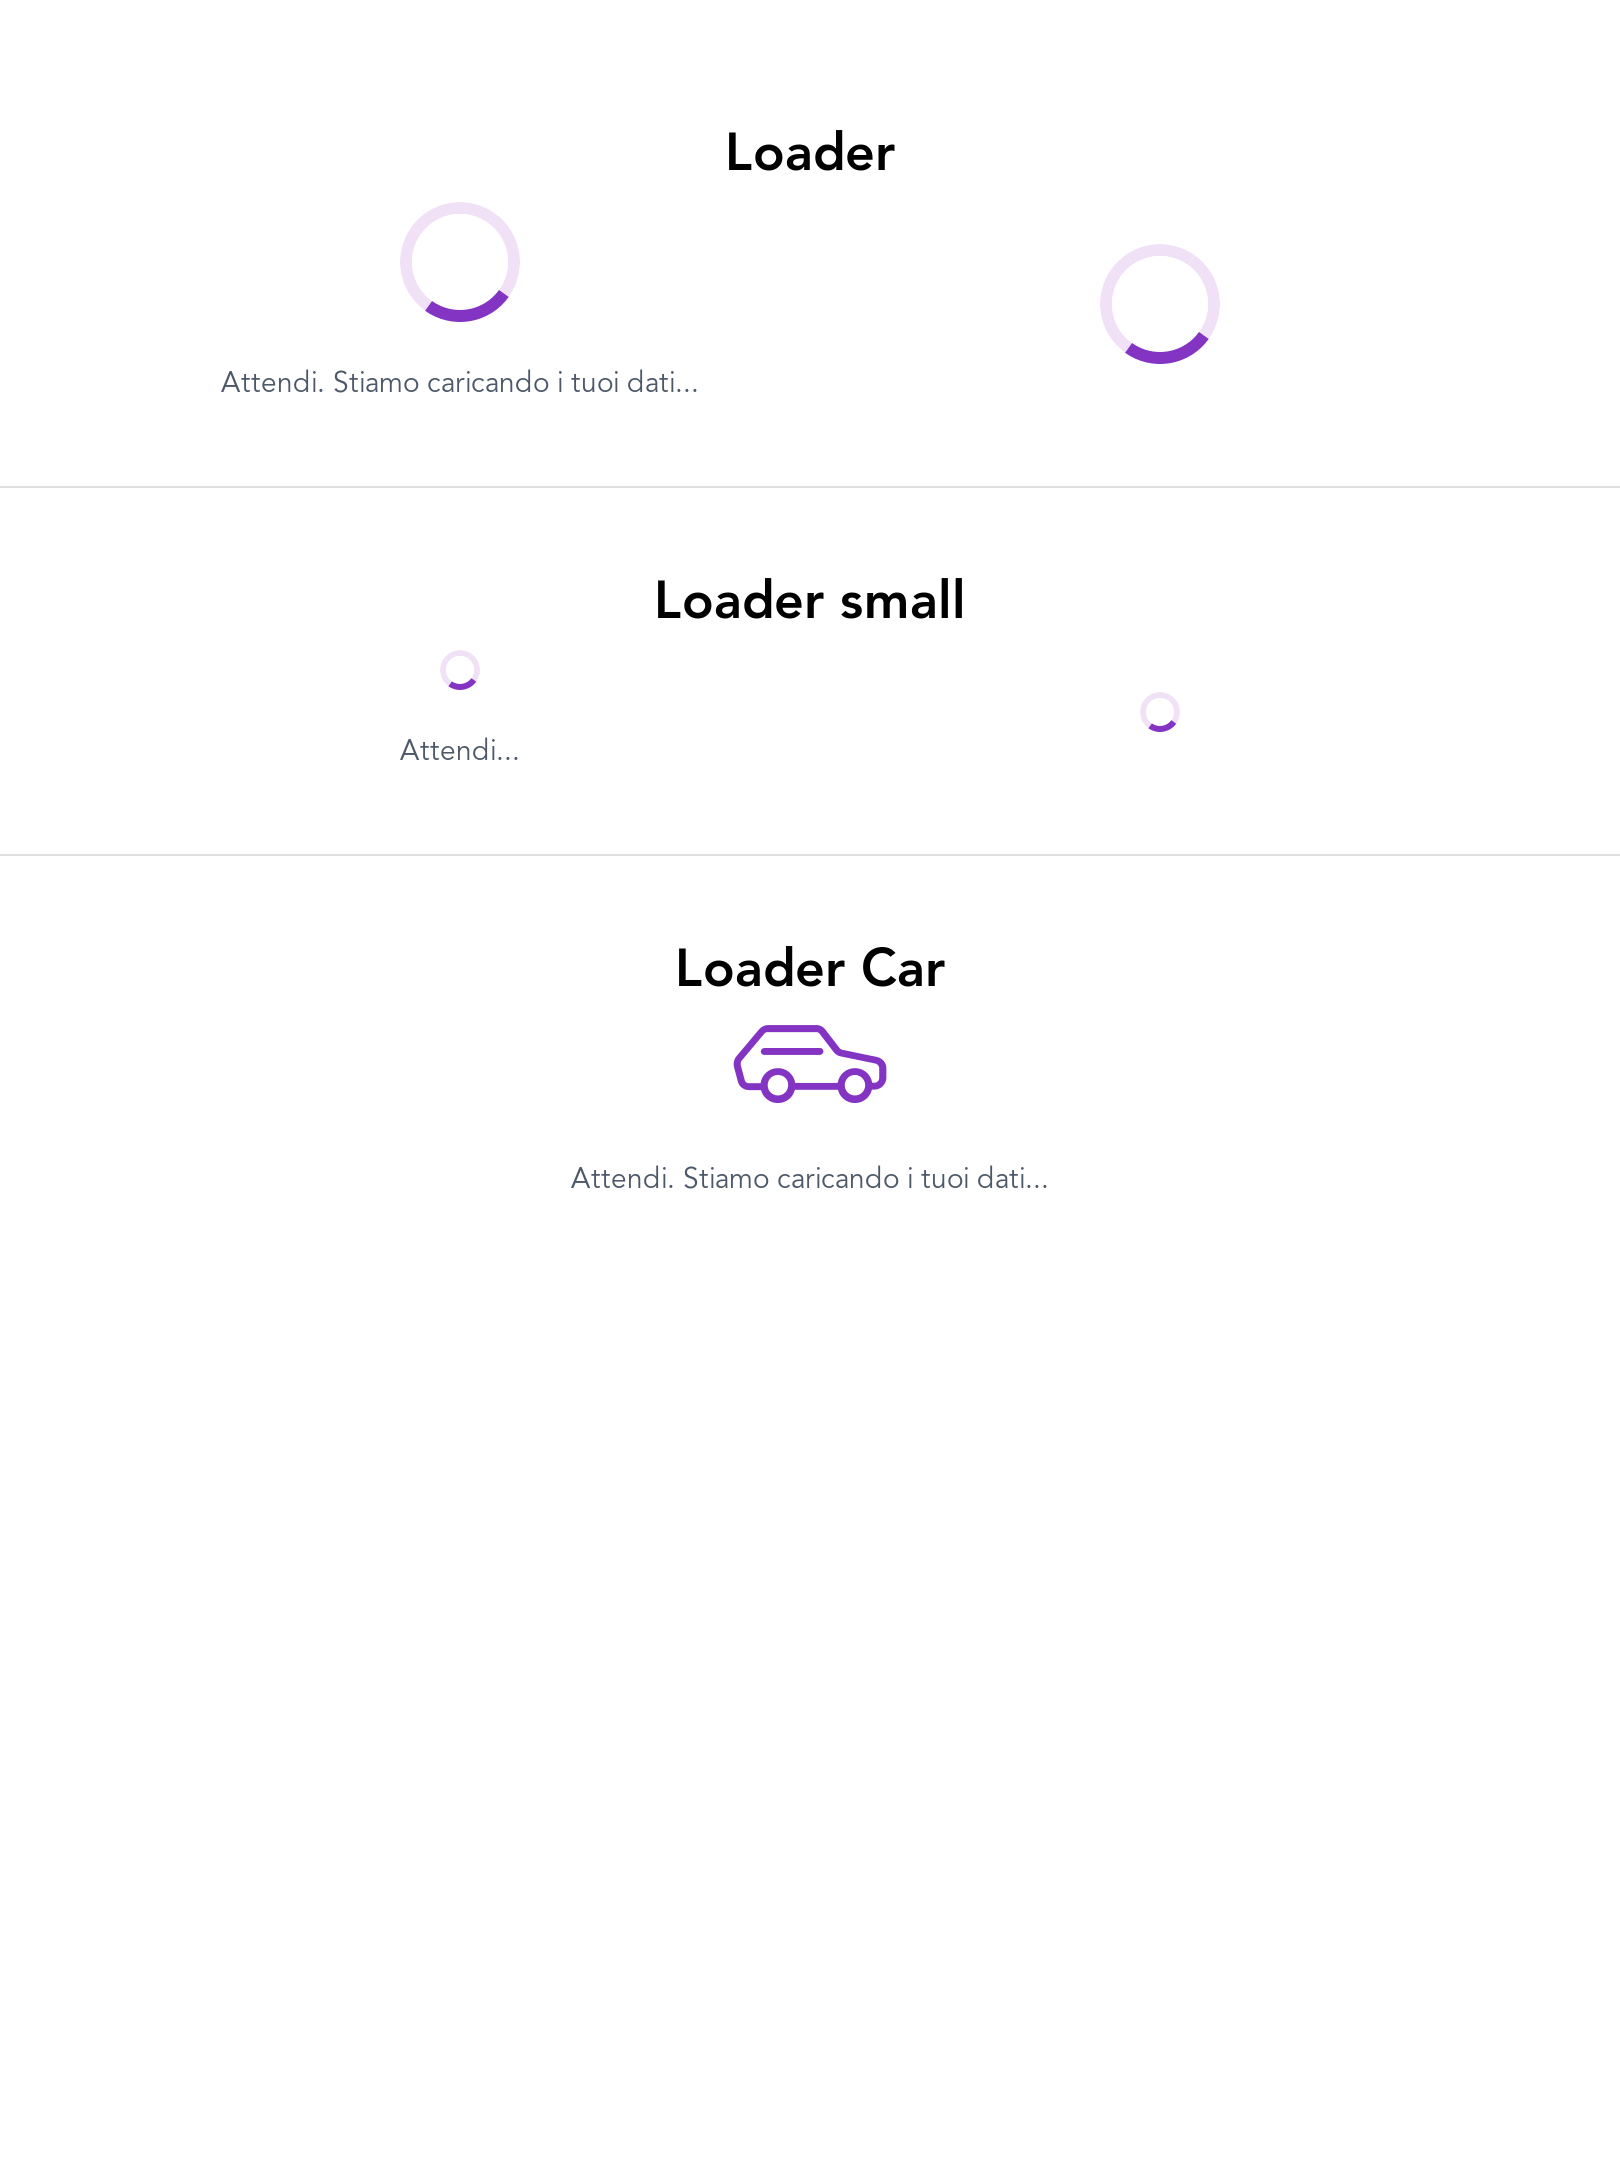 Loader
Attendi. Stiamo caricando i tuoi dati...
Loader small
Attendi...
Loader Car
Attendi. Stiamo caricando i tuoi dati...